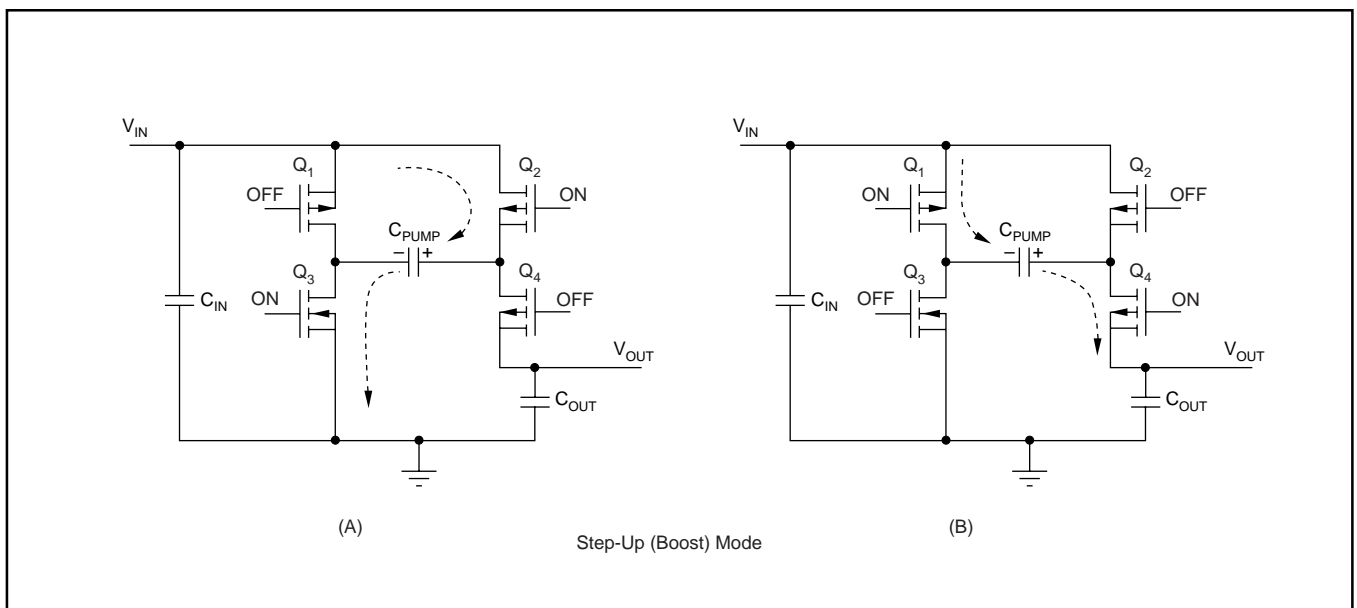 V_IN
Q_1
Q_2
OFF
ON
C_PUMP
− +
Q_3
Q_4
C_IN
ON
OFF
V_OUT
C_OUT
(A)
V_IN
Q_1
Q_2
ON
OFF
C_PUMP
− +
Q_3
Q_4
C_IN
OFF
ON
V_OUT
C_OUT
(B)
Step-Up (Boost) Mode